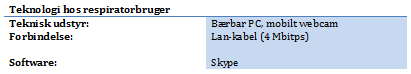 Teknologi hos respiratorbruger
Teknisk udstyr: Bærbar PC, mobilt webcam
Forbindelse: Lan-kabel (4 Mbitps)
Software: Skype